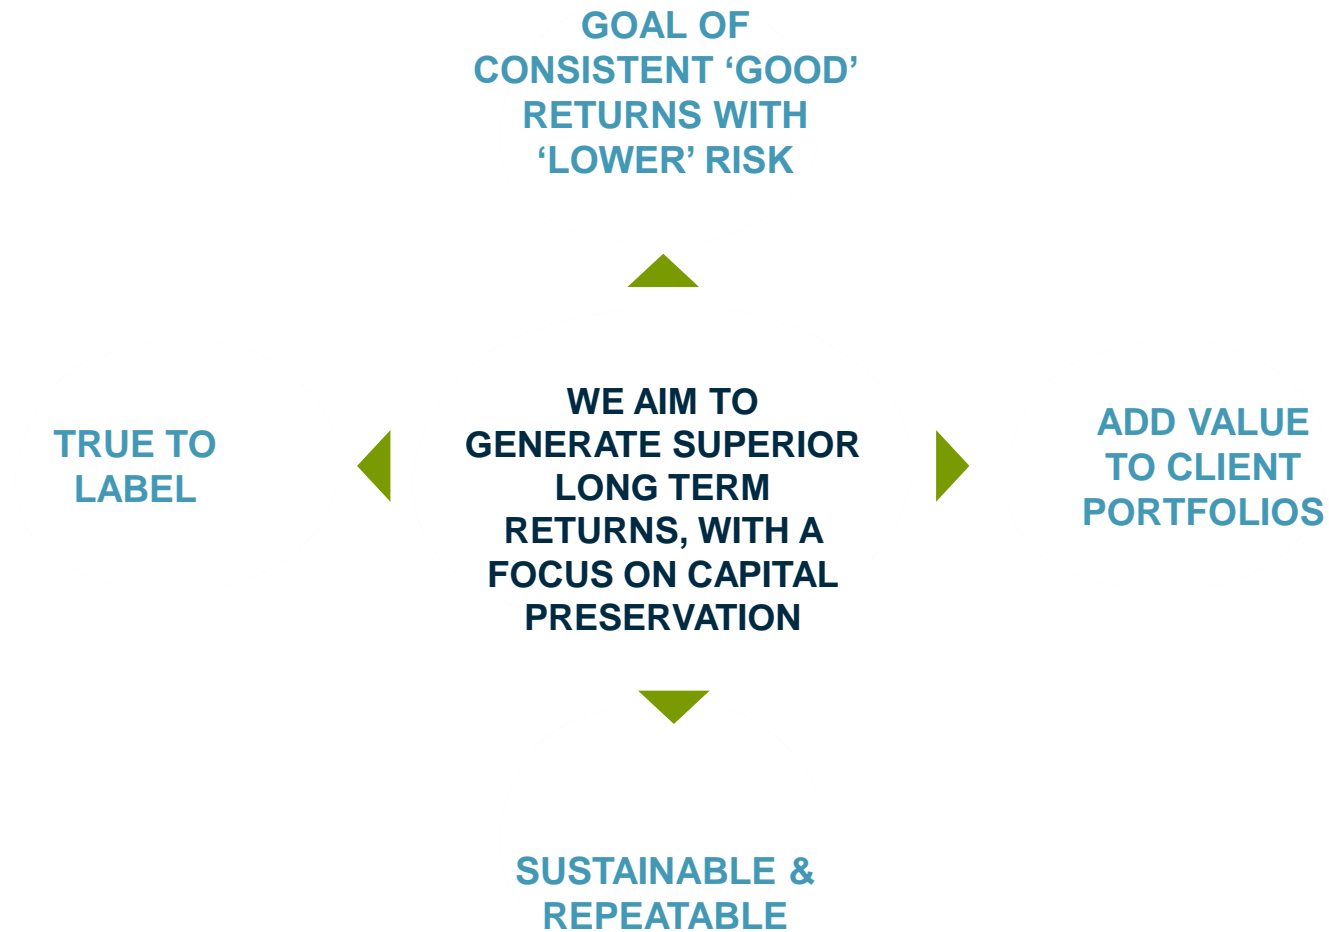 GOAL OF
CONSISTENT ‘GOOD’
RETURNS WITH
‘LOWER’ RISK
TRUE TO
LABEL
WE AIM TO
GENERATE SUPERIOR
LONG TERM
RETURNS, WITH A
FOCUS ON CAPITAL
PRESERVATION
ADD VALUE
TO CLIENT
PORTFOLIOS
SUSTAINABLE &
REPEATABLE